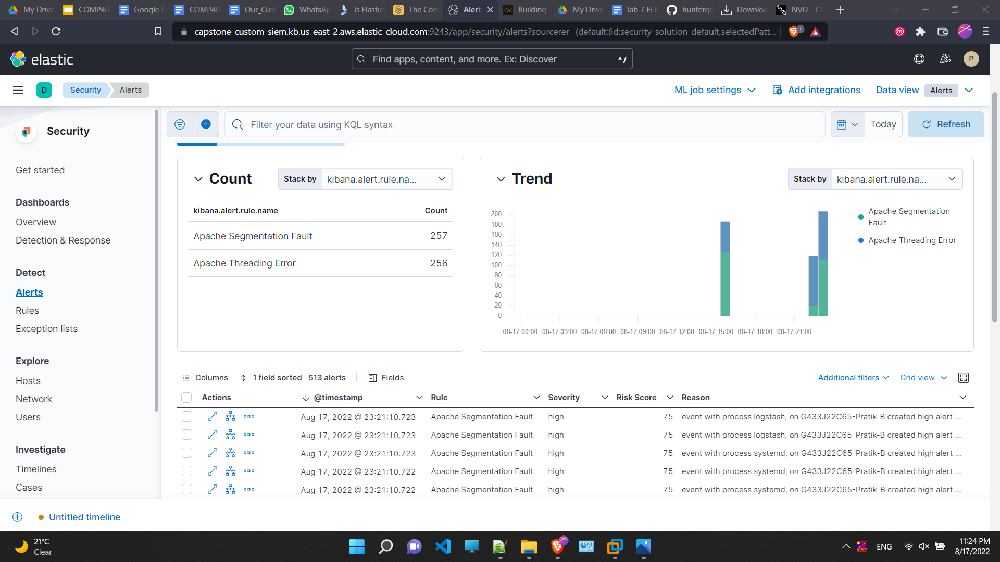 My Drive
COMP40
Google D
COMP40
Our_Cust
WhatsAp
Is Elastic
The Com
Alert
Building
My Drive
lab 7 ELK
huntergr
Downloa
NVD - CV
capstone-custom-siem.kb.us-east-2.aws.elastic-cloud.com:9243/app/security/alerts?sourcerer=(default:(id:security-solution-default,selectedPatt...
1
elastic
Find apps, content, and more. Ex: Discover
^/
P
D
Security
Alerts
ML job settings
Add integrations
Data view
Alerts
Security
Filter your data using KQL syntax
Today
Refresh
Get started
Dashboards
Overview
Detection & Response
Detect
Alerts
Rules
Exception lists
Explore
Hosts
Network
Users
Investigate
Timelines
Cases
Count
Stack by
kibana.alert.rule.na...
kibana.alert.rule.name
Count
Apache Segmentation Fault
257
Apache Threading Error
256
Trend
Stack by
kibana.alert.rule.na...
200
180
160
140
120
100
80
60
40
20
0
08-17 00:00
08-17 03:00
08-17 06:00
08-17 09:00
08-17 12:00
08-17 15:00
08-17 18:00
08-17 21:00
Apache Segmentation
Fault
Apache Threading Error
Columns
1 field sorted
513 alerts
Fields
Additional filters
Grid view
Actions
@timestamp
Rule
Severity
Risk Score
Reason
Aug 17, 2022 @ 23:21:10.723 Apache Segmentation Fault high 75 event with process logstash, on G433J22C65-Pratik-B created high alert ...
Aug 17, 2022 @ 23:21:10.723 Apache Segmentation Fault high 75 event with process logstash, on G433J22C65-Pratik-B created high alert ...
Aug 17, 2022 @ 23:21:10.723 Apache Segmentation Fault high 75 event with process systemd, on G433J22C65-Pratik-B created high alert ...
Aug 17, 2022 @ 23:21:10.722 Apache Segmentation Fault high 75 event with process systemd, on G433J22C65-Pratik-B created high alert ...
Aug 17, 2022 @ 23:21:10.722 Apache Segmentation Fault high 75 event with process systemd, on G433J22C65-Pratik-B created high alert ...
Untitled timeline
21°C
Clear
ENG
11:24 PM
8/17/2022